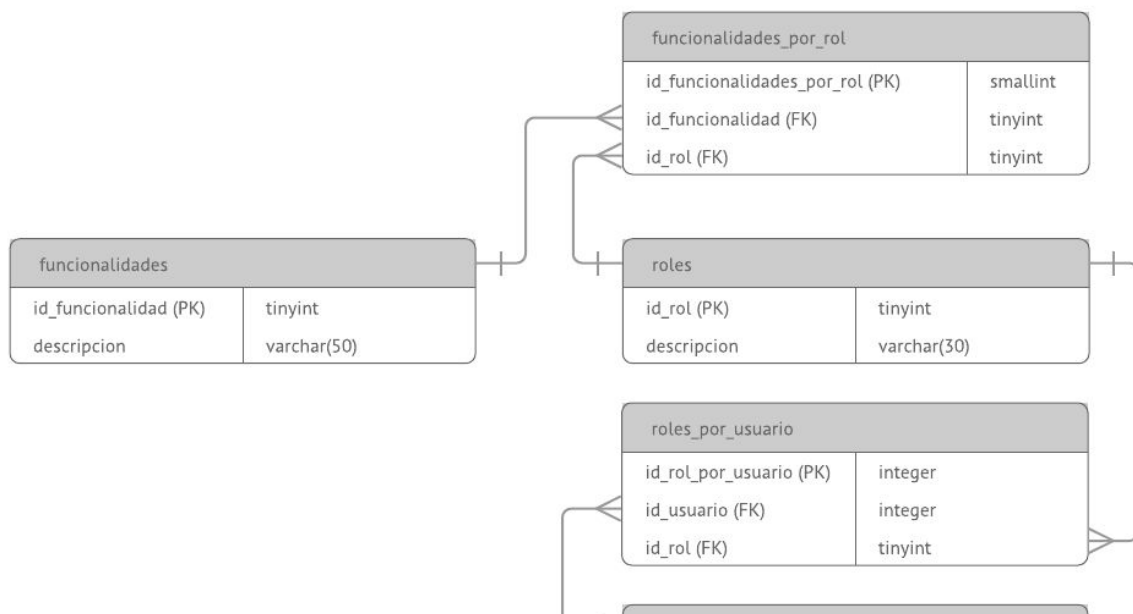 funcionalidades_por_rol
id_funcionalidades_por_rol (PK) smallint
id_funcionalidad (FK) tinyint
id_rol (FK) tinyint
funcionalidades
id_funcionalidad (PK) tinyint
descripcion varchar(50)
roles
id_rol (PK) tinyint
descripcion varchar(30)
roles_por_usuario
id_rol_por_usuario (PK) integer
id_usuario (FK) integer
id_rol (FK) tinyint